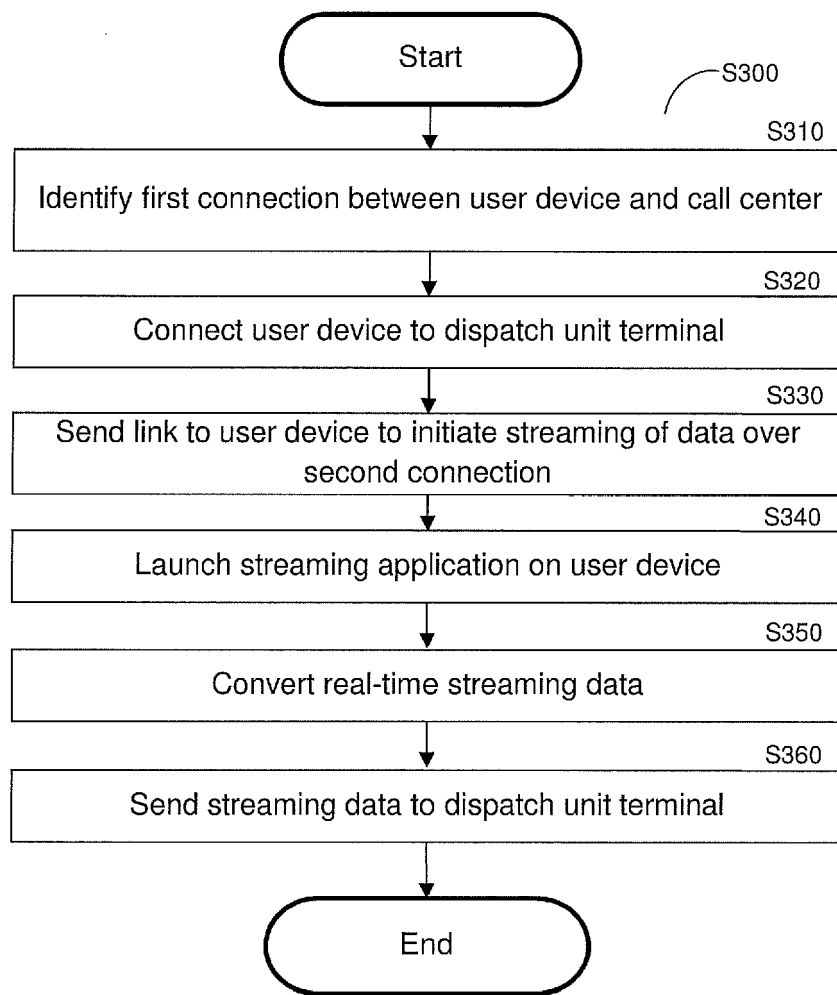 Start
S300
S310
Identify first connection between user device and call center
S320
Connect user device to dispatch unit terminal
S330
Send link to user device to initiate streaming of data over
second connection
S340
Launch streaming application on user device
S350
Convert real-time streaming data
S360
Send streaming data to dispatch unit terminal
End